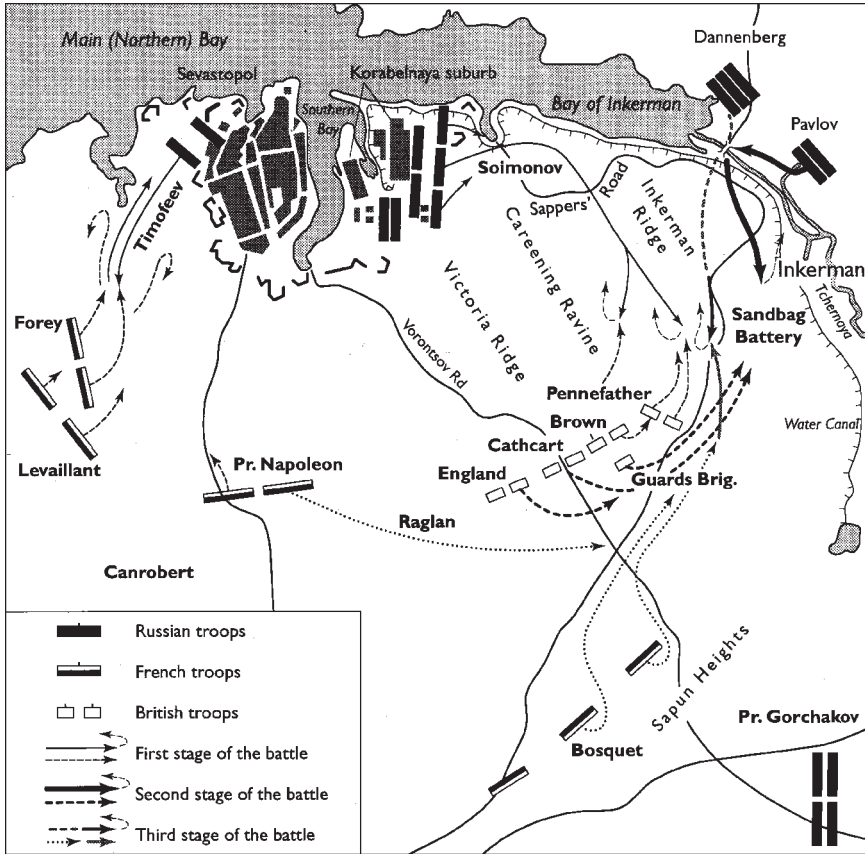 Main (Northern) Bay
Dannenberg
Sevastopol
Korabelnaya suburb
Southern
Bay
Bay of Inkerman
Pavlov
Soimonov
Timofeev
Sappers' Road
Inkerman
Ridge
Careening Ravine
Victoria Ridge
Inkerman
Tchernaya
Sandbag
Battery
Forey
Vorontsov Rd
Pennefather
Brown
Cathcart
England
Guards Brig.
Water Canal
Levaillant
Pr. Napoleon
Raglan
Canrobert
Sapun Heights
Bosquet
Pr. Gorchakov
Russian troops
French troops
British troops
First stage of the battle
Second stage of the battle
Third stage of the battle